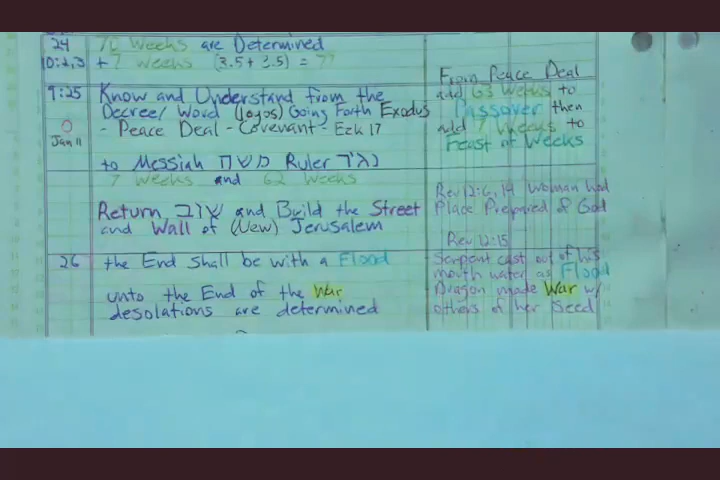 24 70 Weeks are Determined
10:2,3 + 7 weeks (3.5+3.5) = 77
From Peace Deal
add 63 Weeks to
Passover then
add 7 Weeks to
Feast of Weeks
9:25 Know and Understand from the
Decree/ Word (Logos) Going Forth Exodus
- Peace Deal - Covenant - Ezk 17
Jan 11
to Messiah משח Ruler נגיד
7 Weeks and 62 Weeks
Rev 12:6,14 Woman had
Place Prepared of God
Return שוב and Build the Street
and Wall of (New) Jerusalem
Rev 12:15
Serpent cast out of his
mouth water as Flood
Dragon made War w/
others of her Seed
26 the End shall be with a Flood
unto the End of the War
desolations are determined